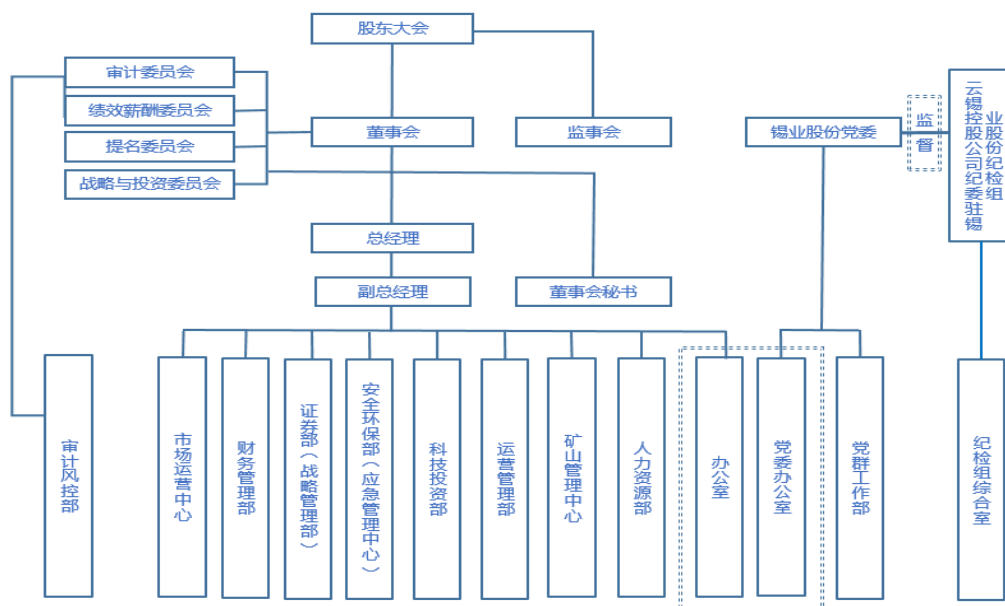 股东大会
审计委员会
绩效薪酬委员会
提名委员会
战略与投资委员会
董事会
监事会
锡业股份党委
监督
云锡控股公司纪委驻锡
业股份纪检组
总经理
副总经理
董事会秘书
审计风控部
市场运营中心
财务管理部
证券部（战略管理部）
安全环保部（应急管理中心）
科技投资部
运营管理部
矿山管理中心
人力资源部
办公室
党委办公室
党群工作部
纪检组综合室